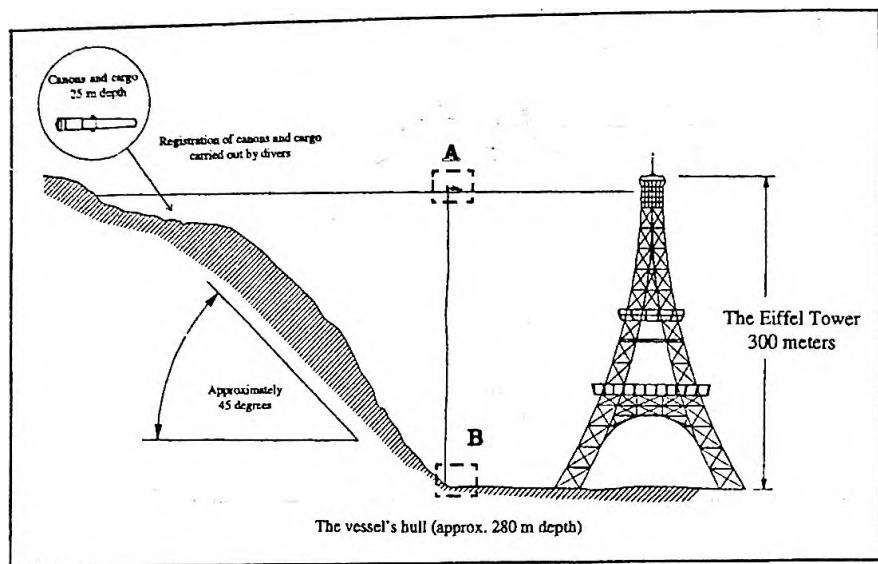 Canons and cargo
25 m depth
Registration of canons and cargo
carried out by divers
A
The Eiffel Tower
300 meters
Approximately
45 degrees
B
The vessel's hull (approx. 280 m depth)